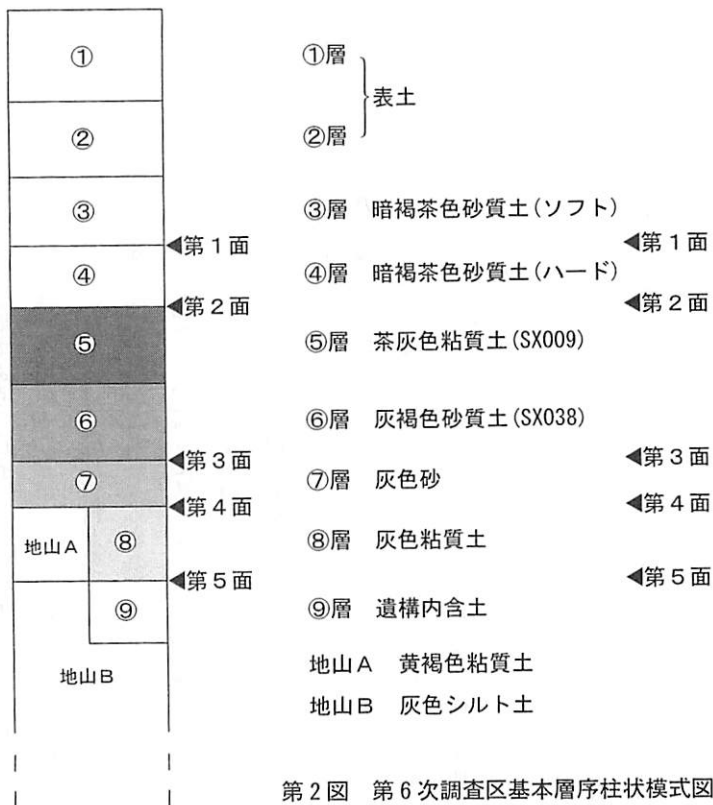 ①
②
③
◀第1面
④
◀第2面
⑤
⑥
◀第3面
⑦
◀第4面
地山A
⑧
◀第5面
⑨
地山B
①層
表土
②層
③層 暗褐茶色砂質土(ソフト)
◀第1面
④層 暗褐茶色砂質土(ハード)
◀第2面
⑤層 茶灰色粘質土(SX009)
⑥層 灰褐色砂質土(SX038)
◀第3面
⑦層 灰色砂
◀第4面
⑧層 灰色粘質土
◀第5面
⑨層 遺構内含土
地山A 黄褐色粘質土
地山B 灰色シルト土
第2図 第6次調査区基本層序柱状模式図